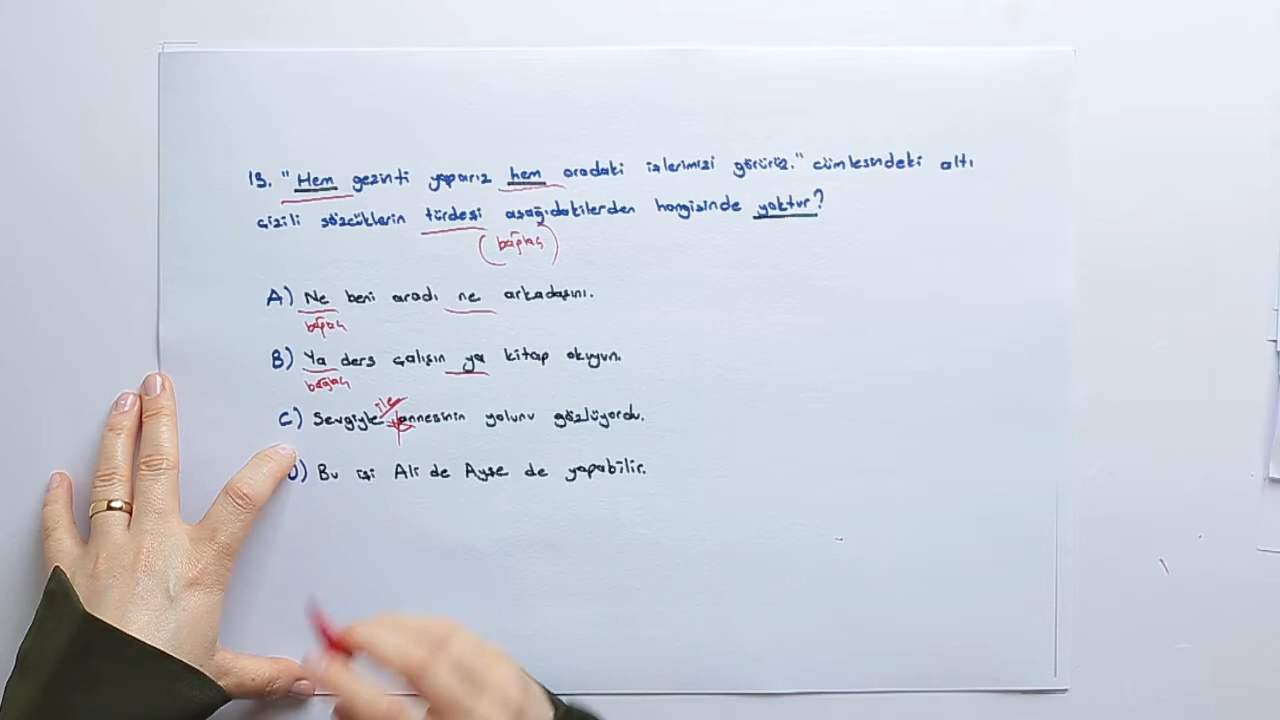 13. "Hem gezinti yaparız hem oradaki işlerimizi görürüz." cümlesindeki altı
çizili sözcüklerin türdeşi aşağıdakilerden hangisinde yoktur?
(bağlaç)
A) Ne beni aradı ne arkadaşını.
bağlaç
B) Ya ders çalışın ya kitap okuyun.
bağlaç
ile
C) Sevgiyle annesinin yolunu gözlüyordu.
D) Bu işi Ali de Ayşe de yapabilir.